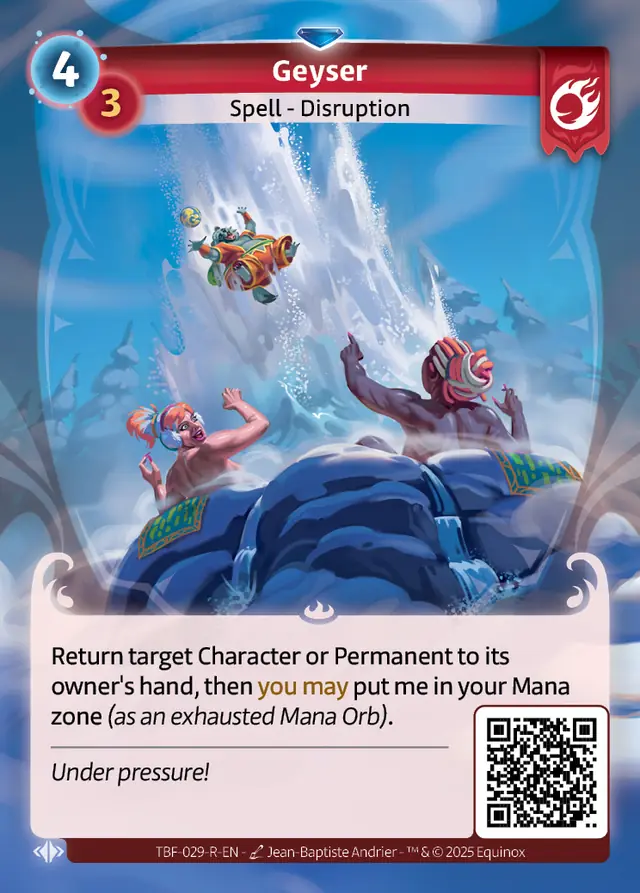 4
Geyser
3
Spell - Disruption
Return target Character or Permanent to its
owner's hand, then you may put me in your Mana
zone (as an exhausted Mana Orb).
Under pressure!
TBF-029-R-EN - Jean-Baptiste Andrier - ™ & © 2025 Equinox